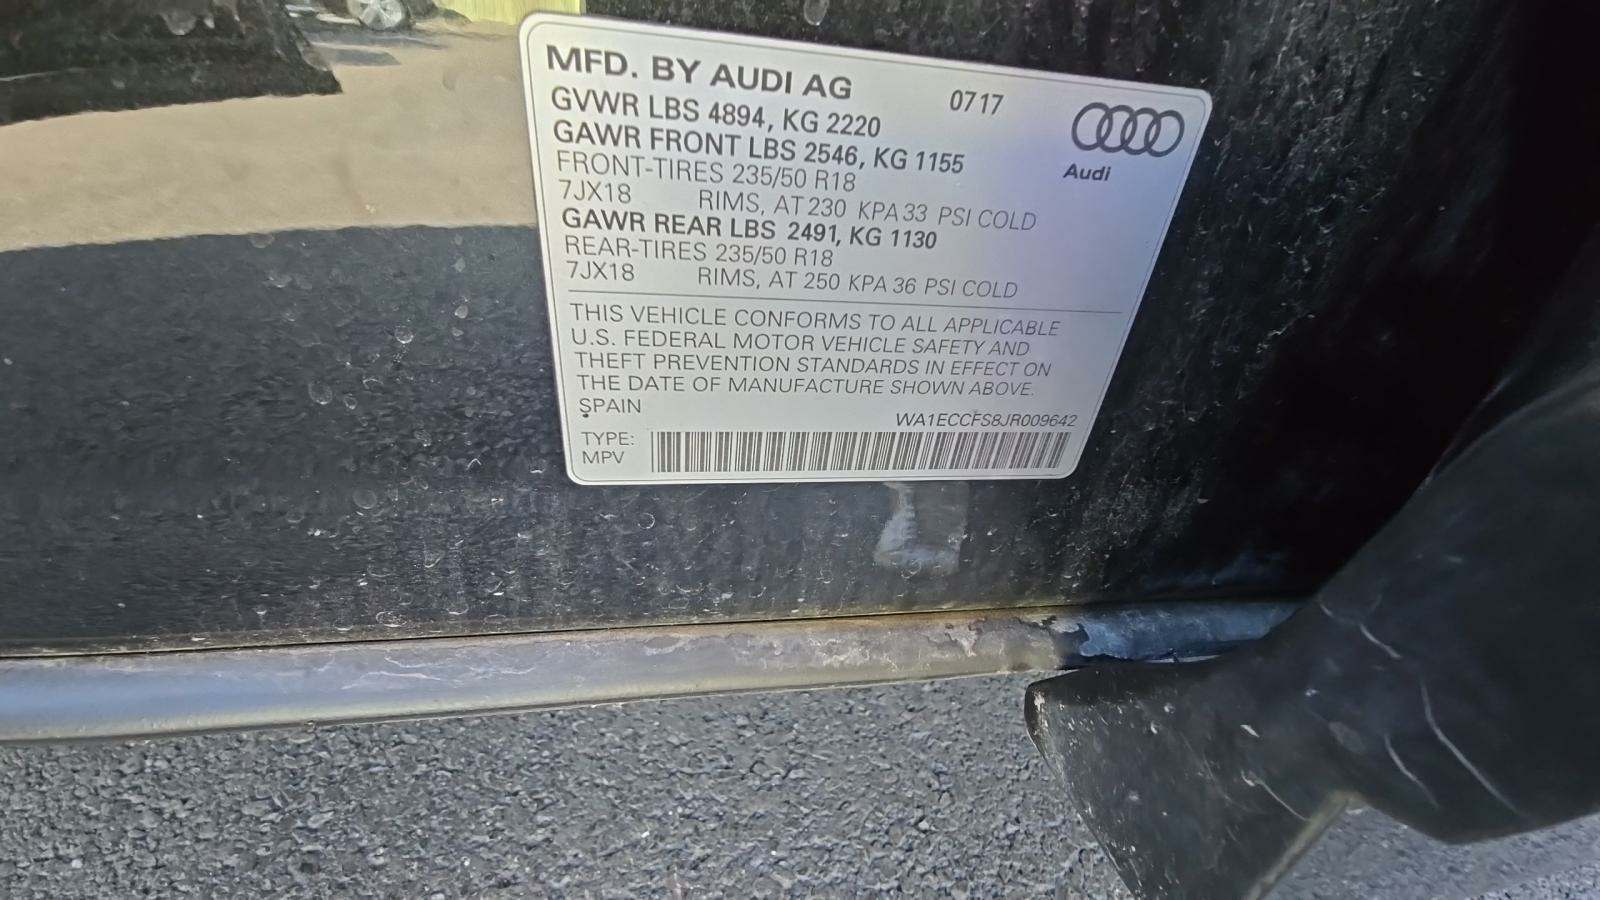 MFD. BY AUDI AG 0717
GVWR LBS 4894, KG 2220
GAWR FRONT LBS 2546, KG 1155
FRONT-TIRES 235/50 R18
7JX18 RIMS, AT 230 KPA 33 PSI COLD
GAWR REAR LBS 2491, KG 1130
REAR-TIRES 235/50 R18
7JX18 RIMS, AT 250 KPA 36 PSI COLD
Audi
THIS VEHICLE CONFORMS TO ALL APPLICABLE
U.S. FEDERAL MOTOR VEHICLE SAFETY AND
THEFT PREVENTION STANDARDS IN EFFECT ON
THE DATE OF MANUFACTURE SHOWN ABOVE.
SPAIN
WA1ECCFS8JR009642
TYPE:
MPV